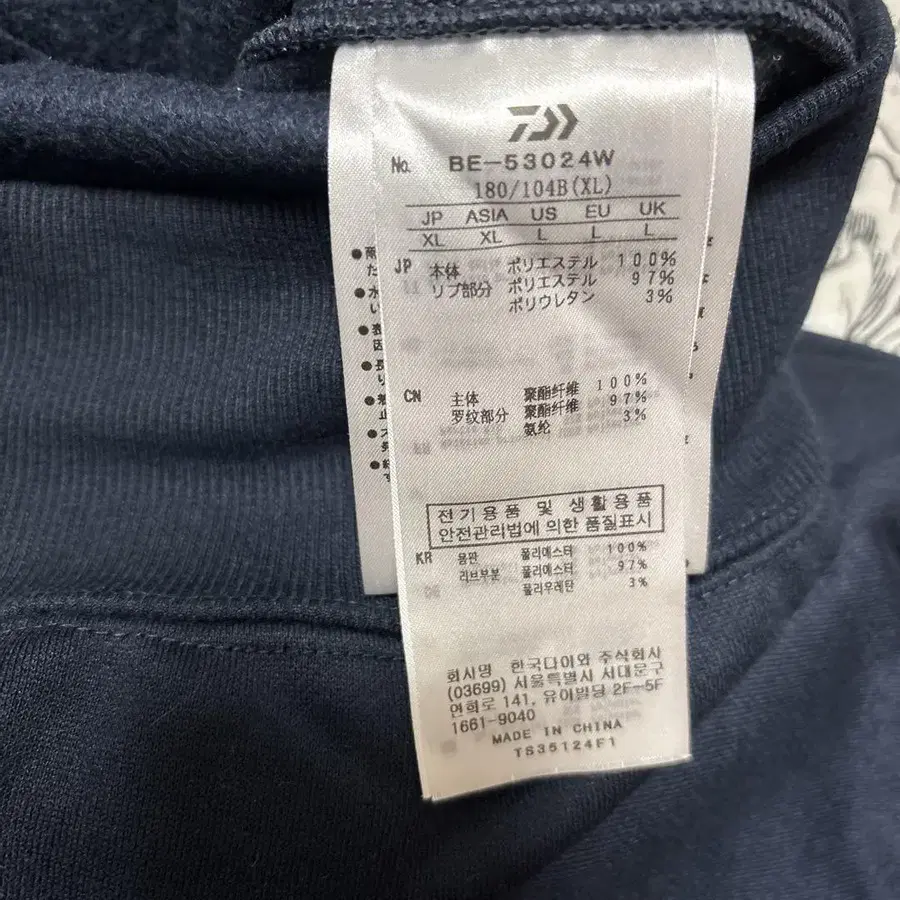 No. BE-53024W
180/104B(XL)
JP ASIA US EU UK
XL XL L L L
JP 本体 ポリエステル 100%
リブ部分 ポリエステル 97%
ポリウレタン 3%
CN 主体 聚酯纤维 100%
罗纹部分 聚酯纤维 97%
氨纶 3%
전기용품 및 생활용품
안전관리법에 의한 품질표시
KR 몸판 폴리에스터 100%
리브부분 폴리에스터 97%
폴리우레탄 3%
회사명 한국다이와 주식회사
(03699) 서울특별시 서대문구
연희로 141, 유이빌딩 2F-5F
1661-9040
MADE IN CHINA
TS35124F1